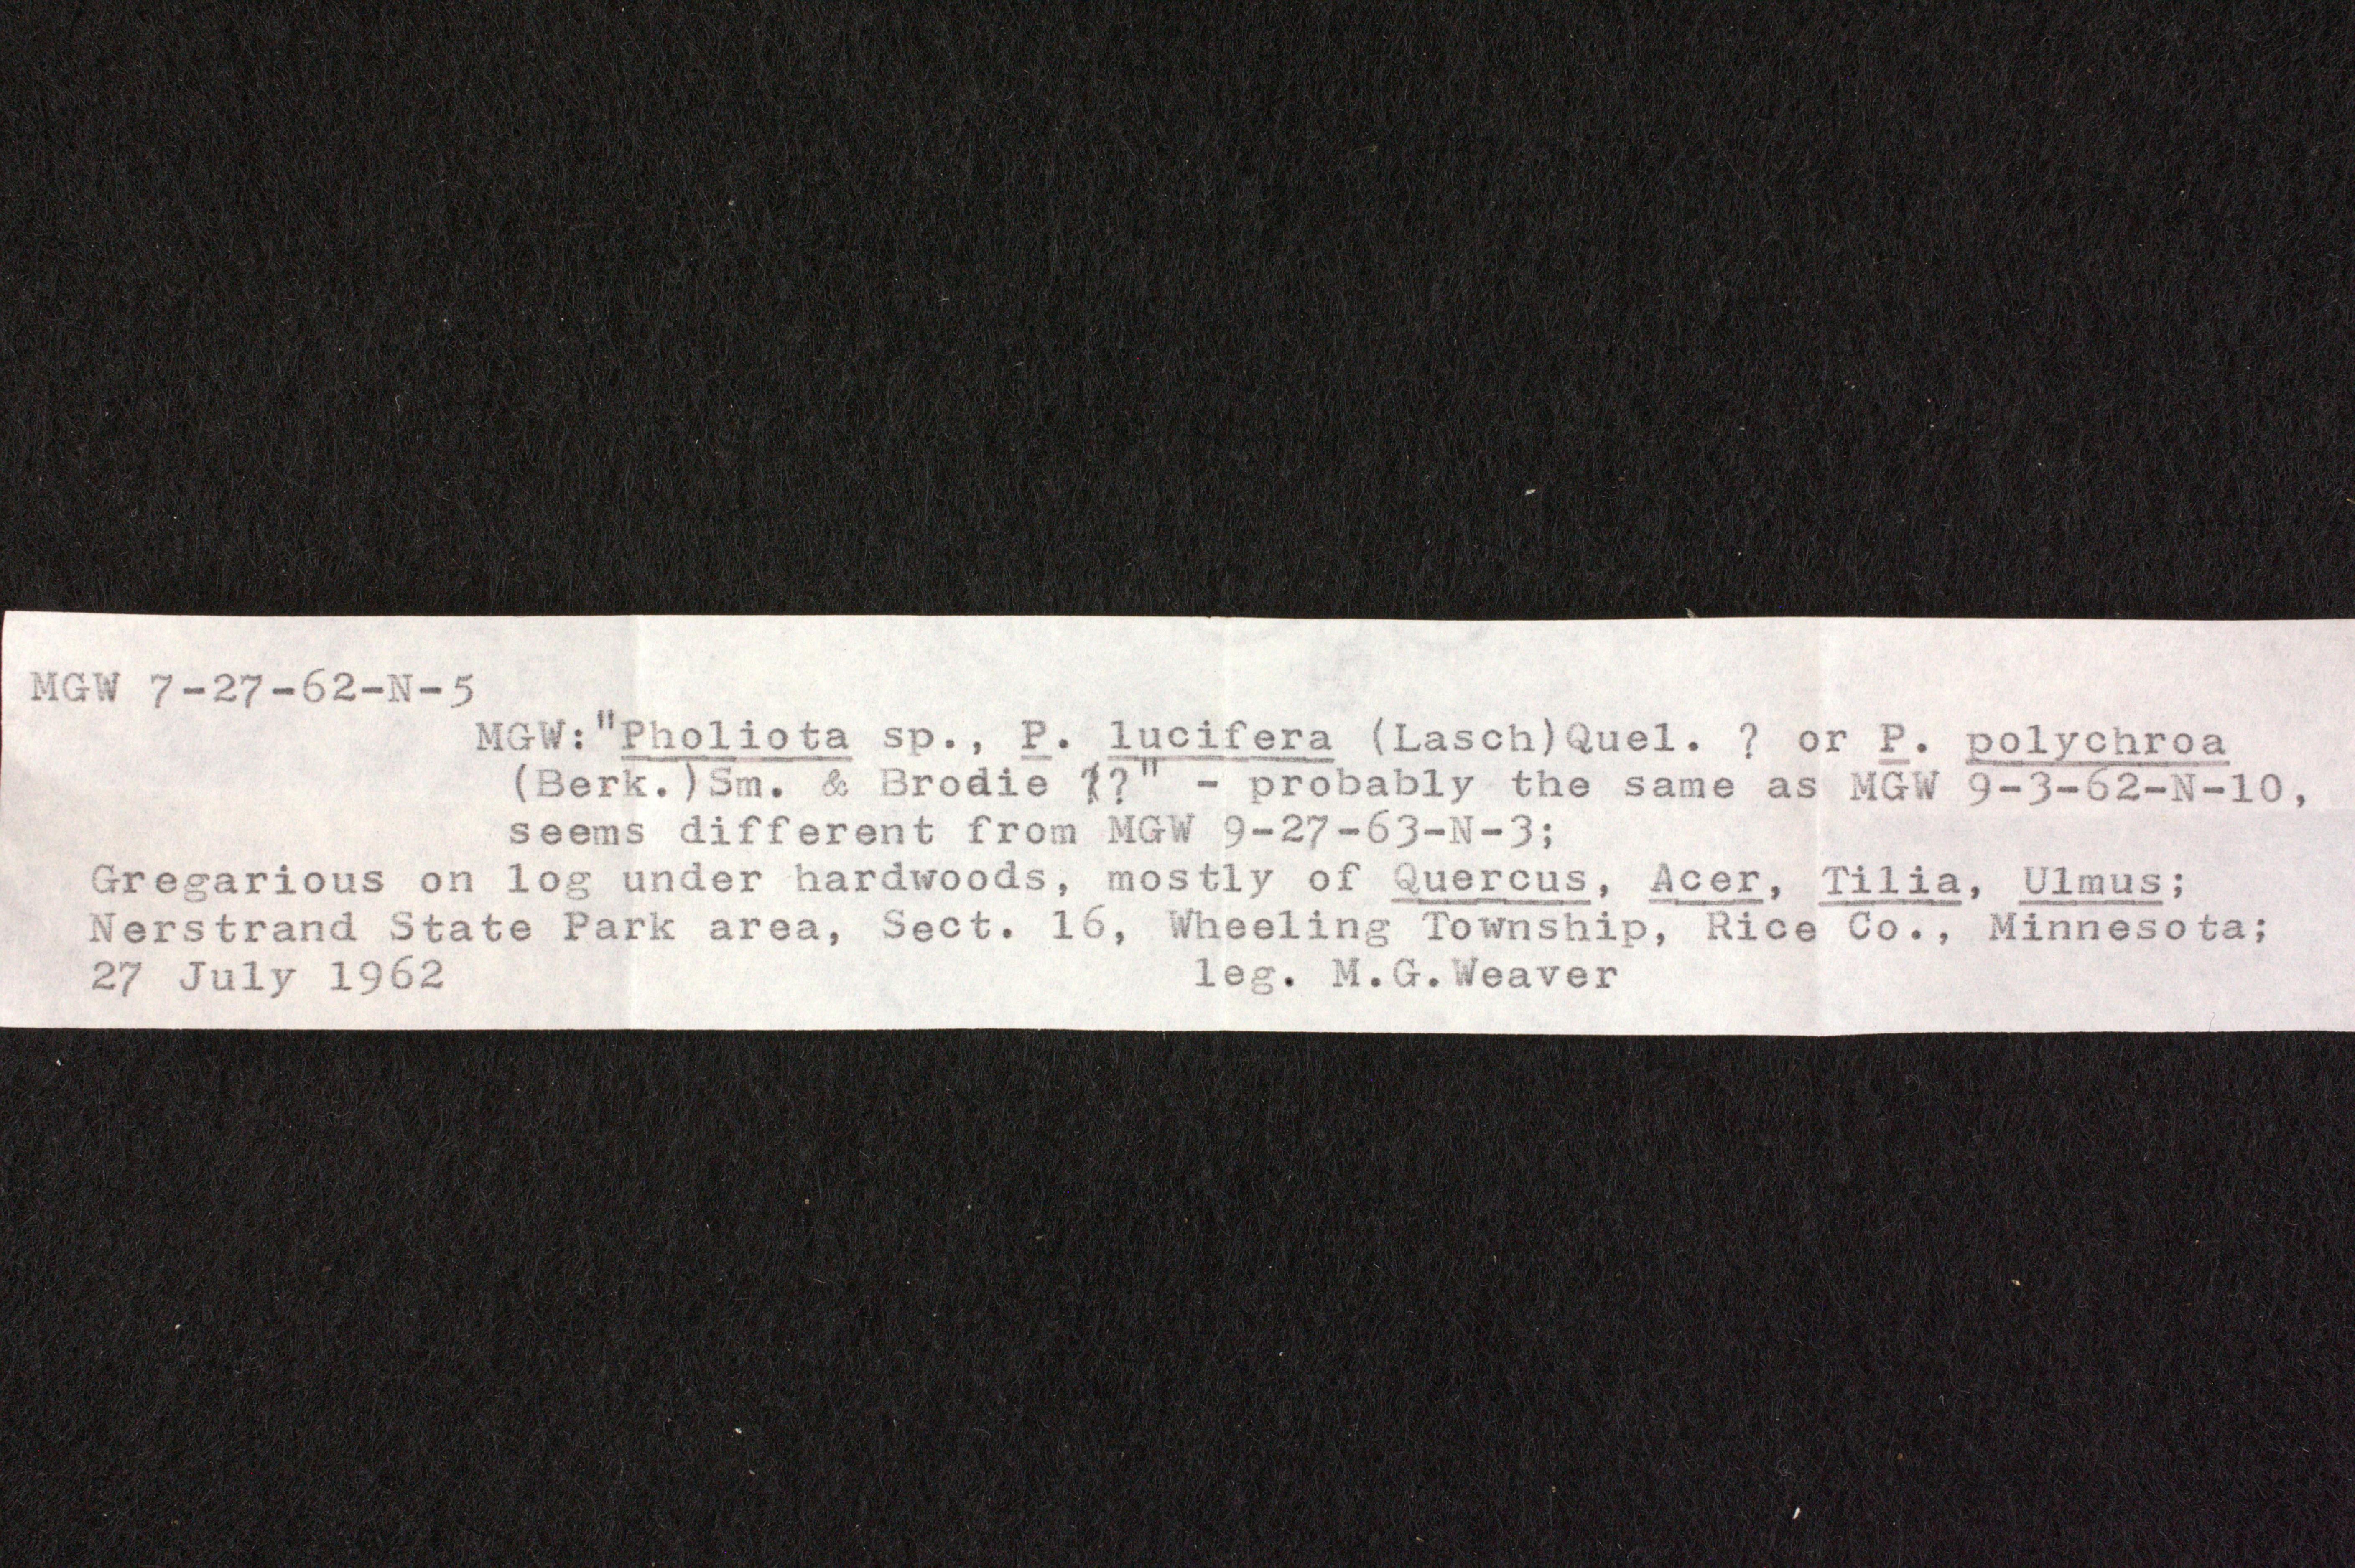 MGW 7-27-62-N-5
MGW:"Pholiota sp., P. lucifera (Lasch)Quel. ? or P. polychroa
(Berk.)Sm. & Brodie ??" - probably the same as MGW 9-3-62-N-10,
seems different from MGW 9-27-63-N-3;
Gregarious on log under hardwoods, mostly of Quercus, Acer, Tilia, Ulmus;
Nerstrand State Park area, Sect. 16, Wheeling Township, Rice Co., Minnesota;
27 July 1962 leg. M.G.Weaver